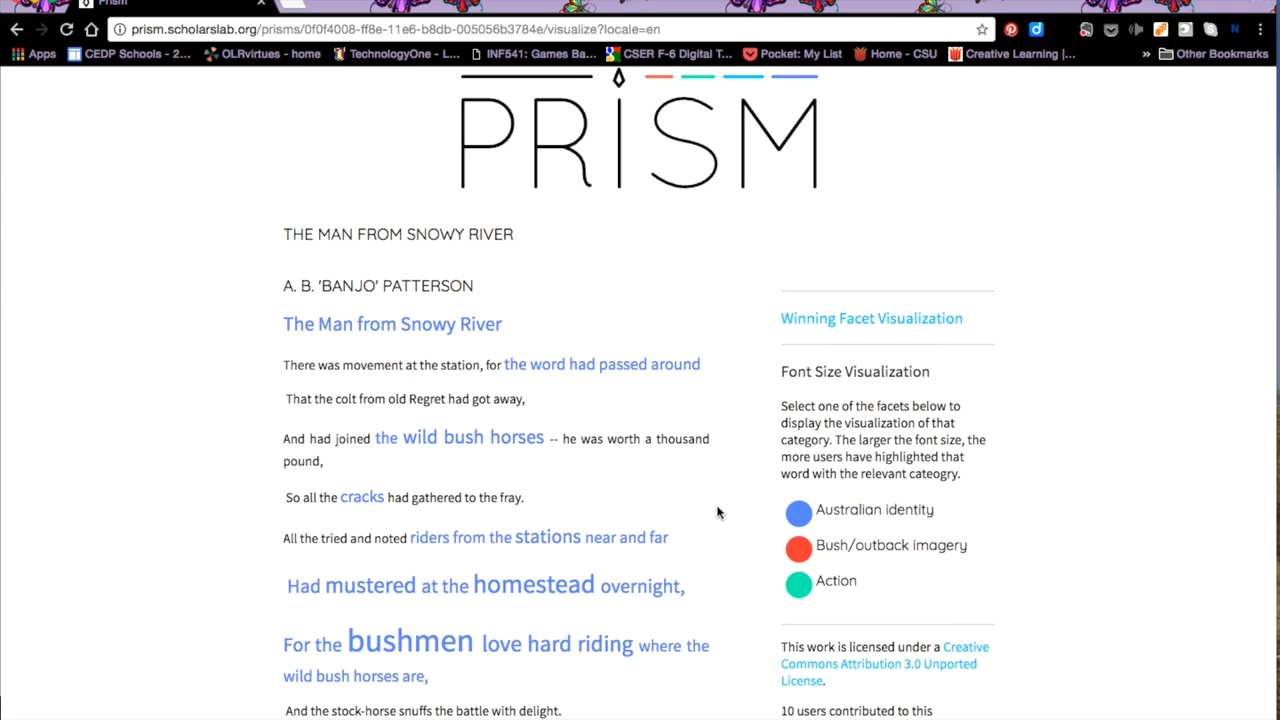 Prism
prism.scholarslab.org/prisms/0f0f4008-ff8e-11e6-b8db-005056b3784e/visualize?locale=en
Apps CEDP Schools - 2... OLRvirtues - home TechnologyOne - L... INF541: Games Ba... CSER F-6 Digital T... Pocket: My List Home - CSU Creative Learning |... » Other Bookmarks
PRISM
THE MAN FROM SNOWY RIVER
A. B. 'BANJO' PATTERSON
The Man from Snowy River
There was movement at the station, for the word had passed around
That the colt from old Regret had got away,
And had joined the wild bush horses -- he was worth a thousand
pound,
So all the cracks had gathered to the fray.
All the tried and noted riders from the stations near and far
Had mustered at the homestead overnight,
For the bushmen love hard riding where the
wild bush horses are,
And the stock-horse snuffs the battle with delight.
Winning Facet Visualization
Font Size Visualization
Select one of the facets below to
display the visualization of that
category. The larger the font size, the
more users have highlighted that
word with the relevant cateogry.
Australian identity
Bush/outback imagery
Action
This work is licensed under a Creative
Commons Attribution 3.0 Unported
License.
10 users contributed to this